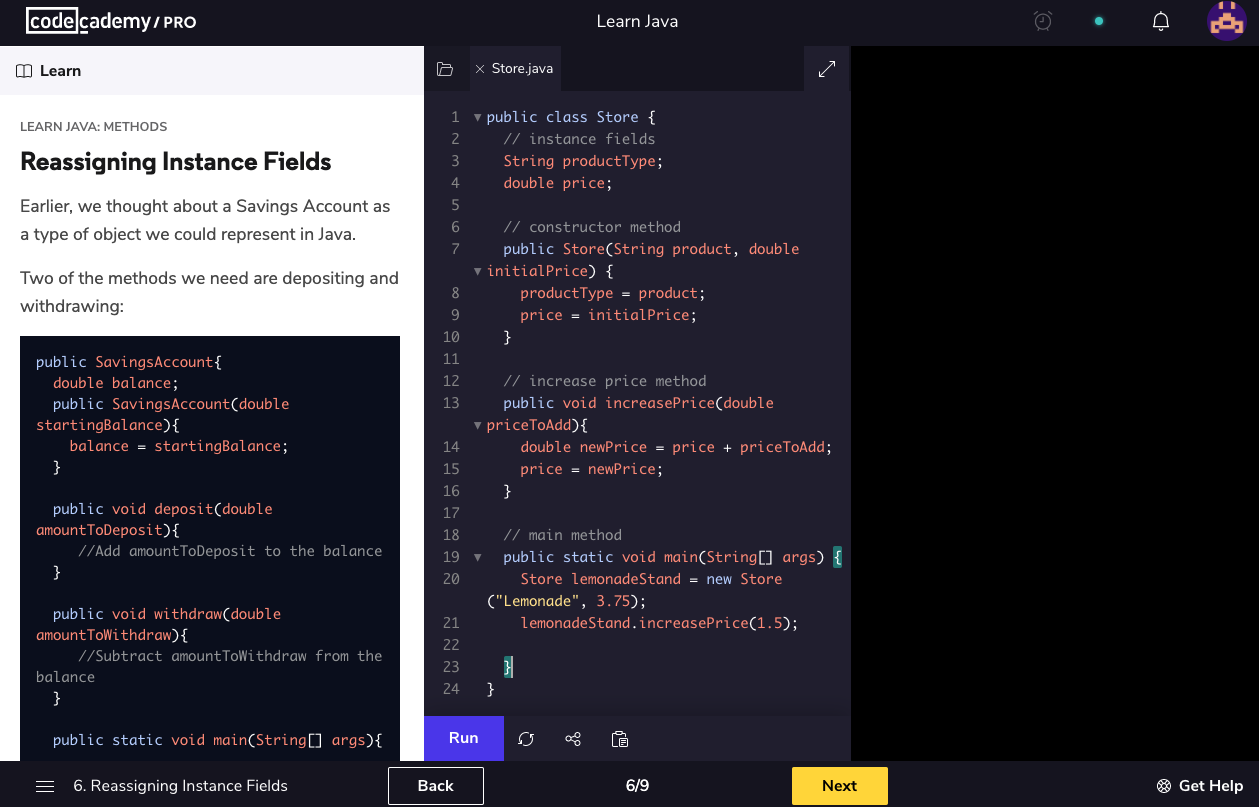 codecademy/PRO
Learn Java
Learn
LEARN JAVA: METHODS
Reassigning Instance Fields
Earlier, we thought about a Savings Account as
a type of object we could represent in Java.
Two of the methods we need are depositing and
withdrawing:
public SavingsAccount{
double balance;
public SavingsAccount(double
startingBalance){
balance = startingBalance;
}
public void deposit(double
amountToDeposit){
//Add amountToDeposit to the balance
}
public void withdraw(double
amountToWithdraw){
//Subtract amountToWithdraw from the
balance
}
public static void main(String[] args){
Store.java
1 public class Store {
2 // instance fields
3 String productType;
4 double price;
5
6 // constructor method
7 public Store(String product, double
initialPrice) {
8 productType = product;
9 price = initialPrice;
10 }
11
12 // increase price method
13 public void increasePrice(double
priceToAdd){
14 double newPrice = price + priceToAdd;
15 price = newPrice;
16 }
17
18 // main method
19 public static void main(String[] args) {
20 Store lemonadeStand = new Store
("Lemonade", 3.75);
21 lemonadeStand.increasePrice(1.5);
22
23 }
24 }
Run
6. Reassigning Instance Fields
Back
6/9
Next
Get Help